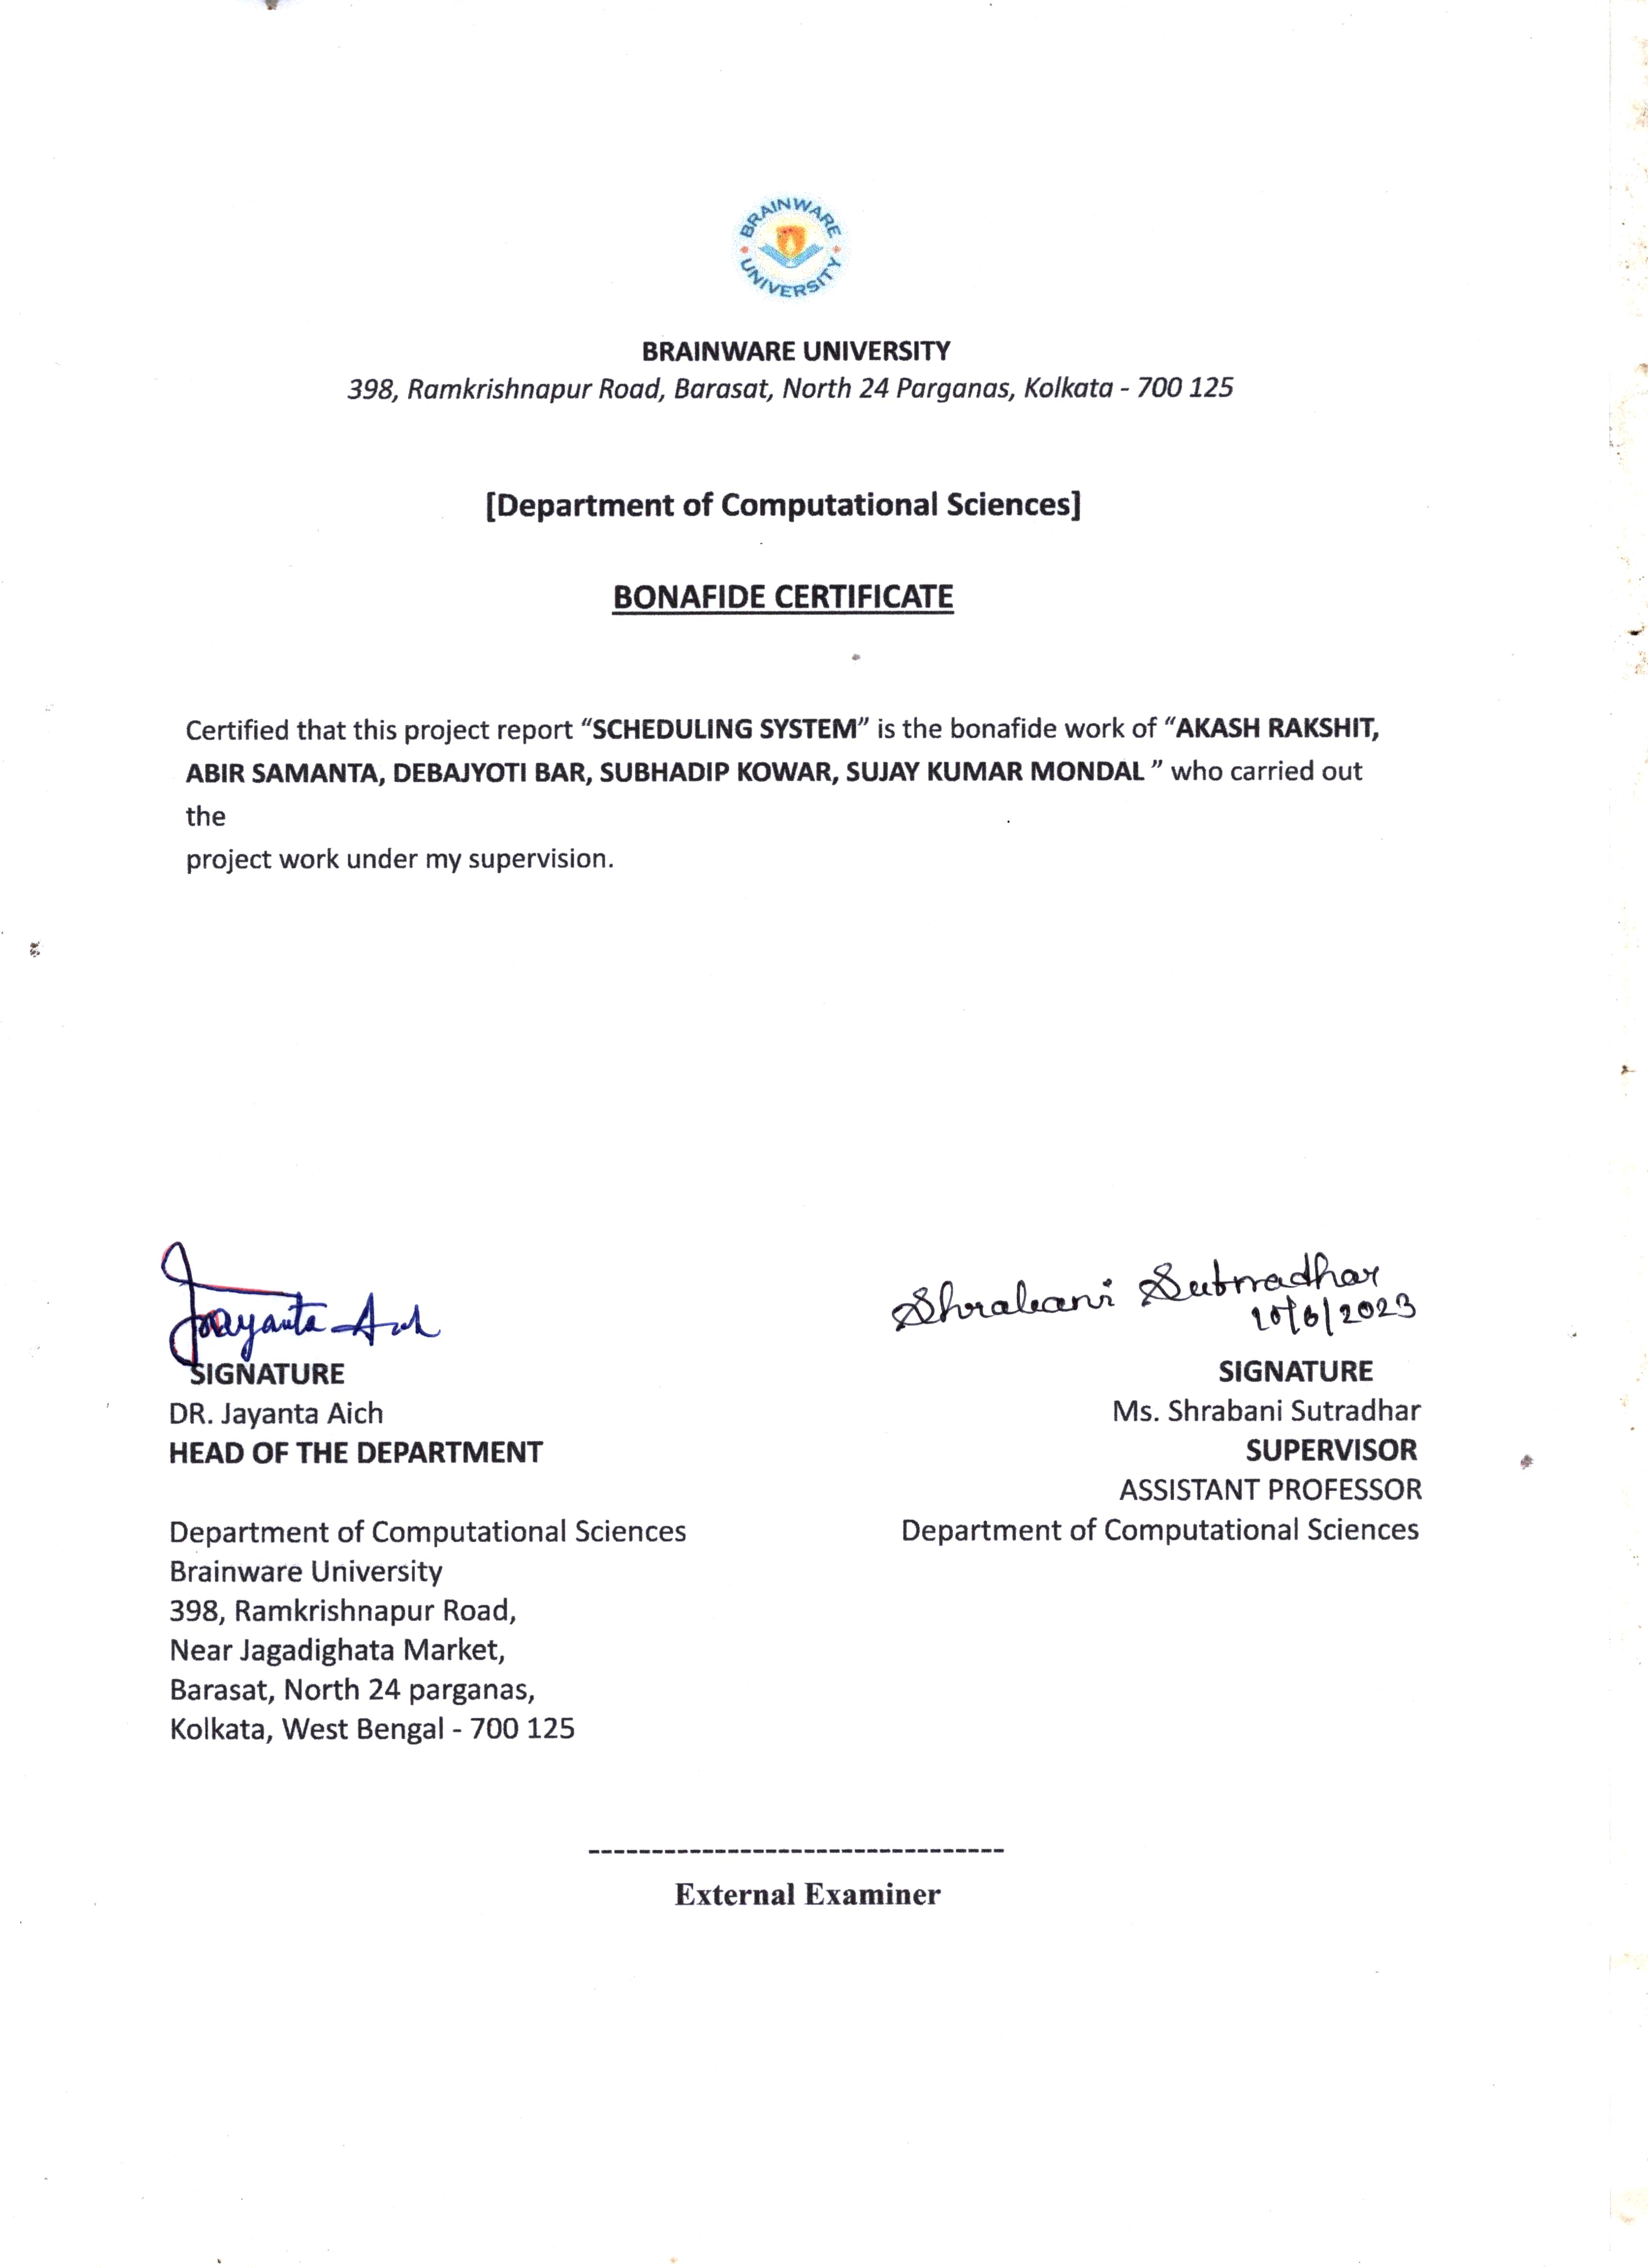 BRAINWARE UNIVERSITY
BRAINWARE UNIVERSITY
398, Ramkrishnapur Road, Barasat, North 24 Parganas, Kolkata - 700 125
[Department of Computational Sciences]
BONAFIDE CERTIFICATE
Certified that this project report “SCHEDULING SYSTEM” is the bonafide work of “AKASH RAKSHIT,
ABIR SAMANTA, DEBAJYOTI BAR, SUBHADIP KOWAR, SUJAY KUMAR MONDAL ” who carried out
the
project work under my supervision.
Jayanta Aich
SIGNATURE
DR. Jayanta Aich
HEAD OF THE DEPARTMENT
Department of Computational Sciences
Brainware University
398, Ramkrishnapur Road,
Near Jagadighata Market,
Barasat, North 24 parganas,
Kolkata, West Bengal - 700 125
Shrabani Sutradhar
SIGNATURE
Ms. Shrabani Sutradhar
SUPERVISOR
ASSISTANT PROFESSOR
Department of Computational Sciences
---------------------------------
External Examiner